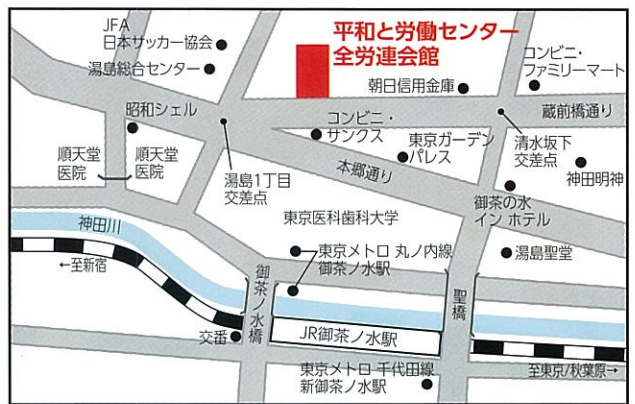 JFA
日本サッカー協会
湯島総合センター
平和と労働センター
全労連会館
コンビニ・
ファミリーマート
朝日信用金庫
蔵前橋通り
昭和シェル
コンビニ・
サンクス
東京ガーデン
パレス
清水坂下
交差点
順天堂
医院
順天堂
医院
湯島1丁目
交差点
本郷通り
神田明神
御茶の水
イン ホテル
東京医科歯科大学
神田川
湯島聖堂
東京メトロ 丸ノ内線
御茶ノ水駅
←至新宿
御茶ノ水橋
聖橋
交番
JR御茶ノ水駅
至東京/秋葉原→
東京メトロ 千代田線
新御茶ノ水駅